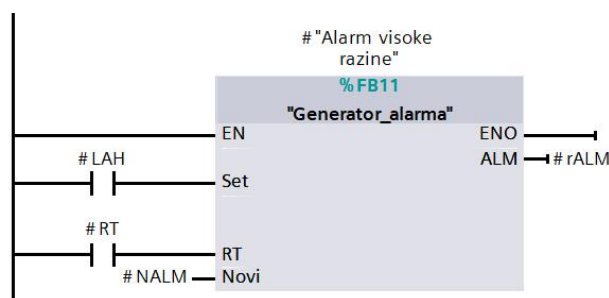 #"Alarm visoke
razine"
%FB11
"Generator_alarma"
EN ENO
ALM #rALM
#LAH
Set
#RT
RT
#NALM Novi